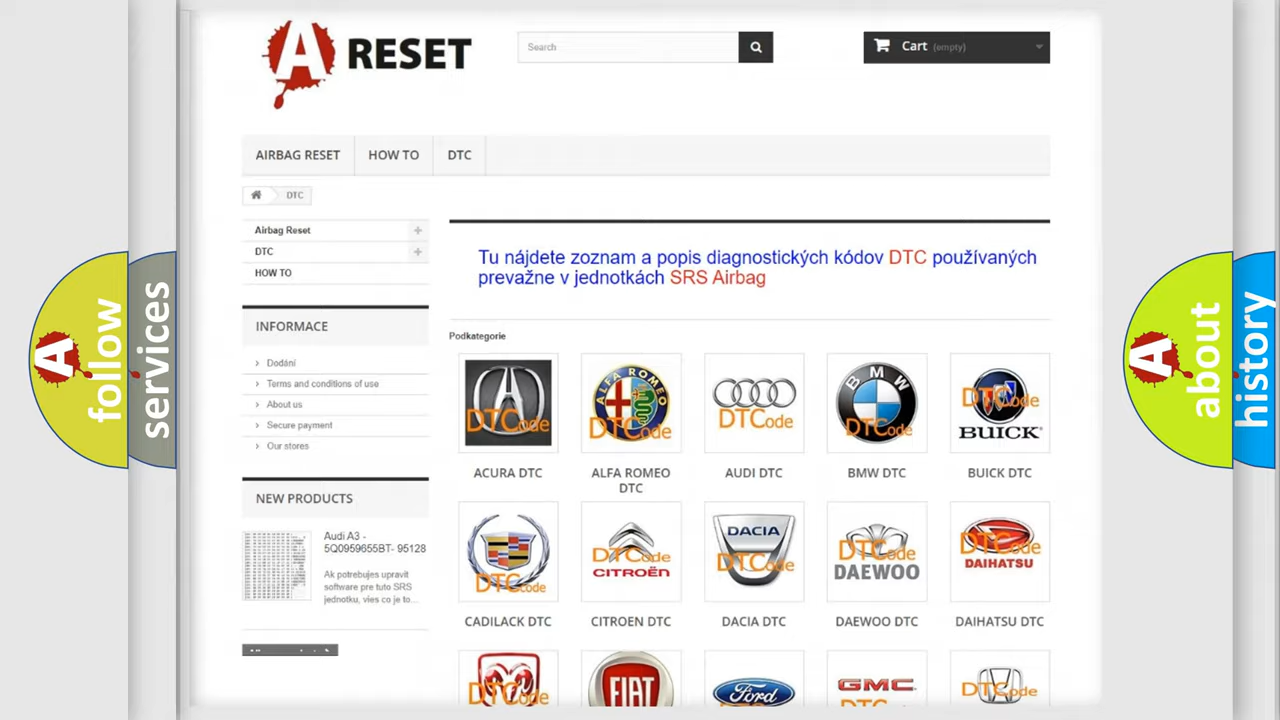 A RESET
Search
Cart (empty)
AIRBAG RESET
HOW TO
DTC
DTC
Airbag Reset
DTC
HOW TO
INFORMACE
Dodání
Terms and conditions of use
About us
Secure payment
Our stores
NEW PRODUCTS
Audi A3 -
5Q0959655BT- 95128
Ak potrebujes upravit
software pre tuto SRS
jednotku, vies co je to...
Tu nájdete zoznam a popis diagnostických kódov DTC používaných
prevažne v jednotkách SRS Airbag
Podkategorie
DTCode
ALFA ROMEO
DTCode
DTCode
BMW
DTCode
DTCode
BUICK
ACURA DTC
ALFA ROMEO
DTC
AUDI DTC
BMW DTC
BUICK DTC
DTCode
DTCode
CITROËN
DACIA
DTCode
DTCode
DAEWOO
DTCode
DAIHATSU
CADILACK DTC
CITROEN DTC
DACIA DTC
DAEWOO DTC
DAIHATSU DTC
DTCode
FIAT
Ford
GMC
DTCode
A follow
services
A about
history